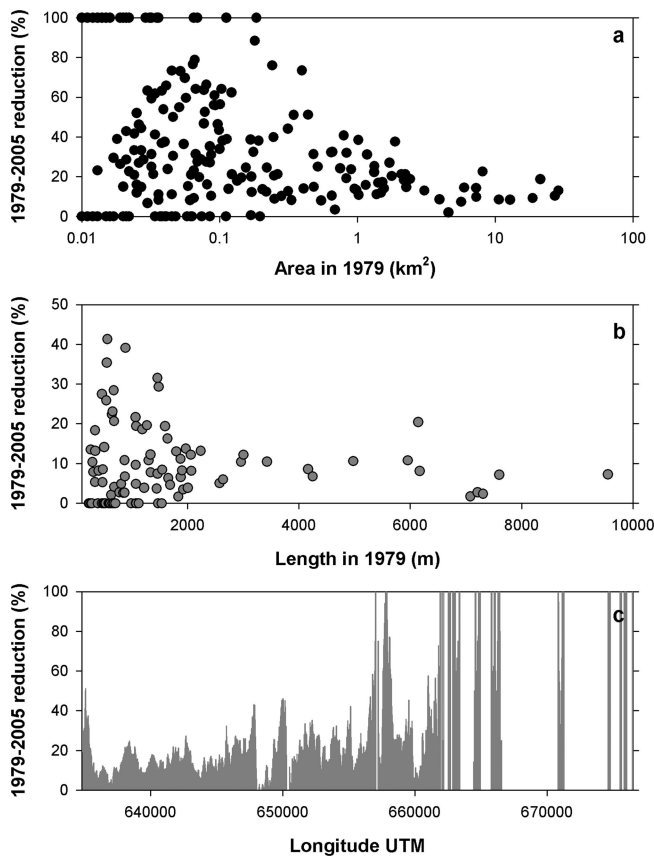 100
80
60
40
20
0
1979-2005 reduction (%)
a
0.01 0.1 1 10 100
Area in 1979 (km²)
50
40
30
20
10
0
1979-2005 reduction (%)
b
2000 4000 6000 8000 10000
Length in 1979 (m)
100
80
60
40
20
0
1979-2005 reduction (%)
c
640000 650000 660000 670000
Longitude UTM